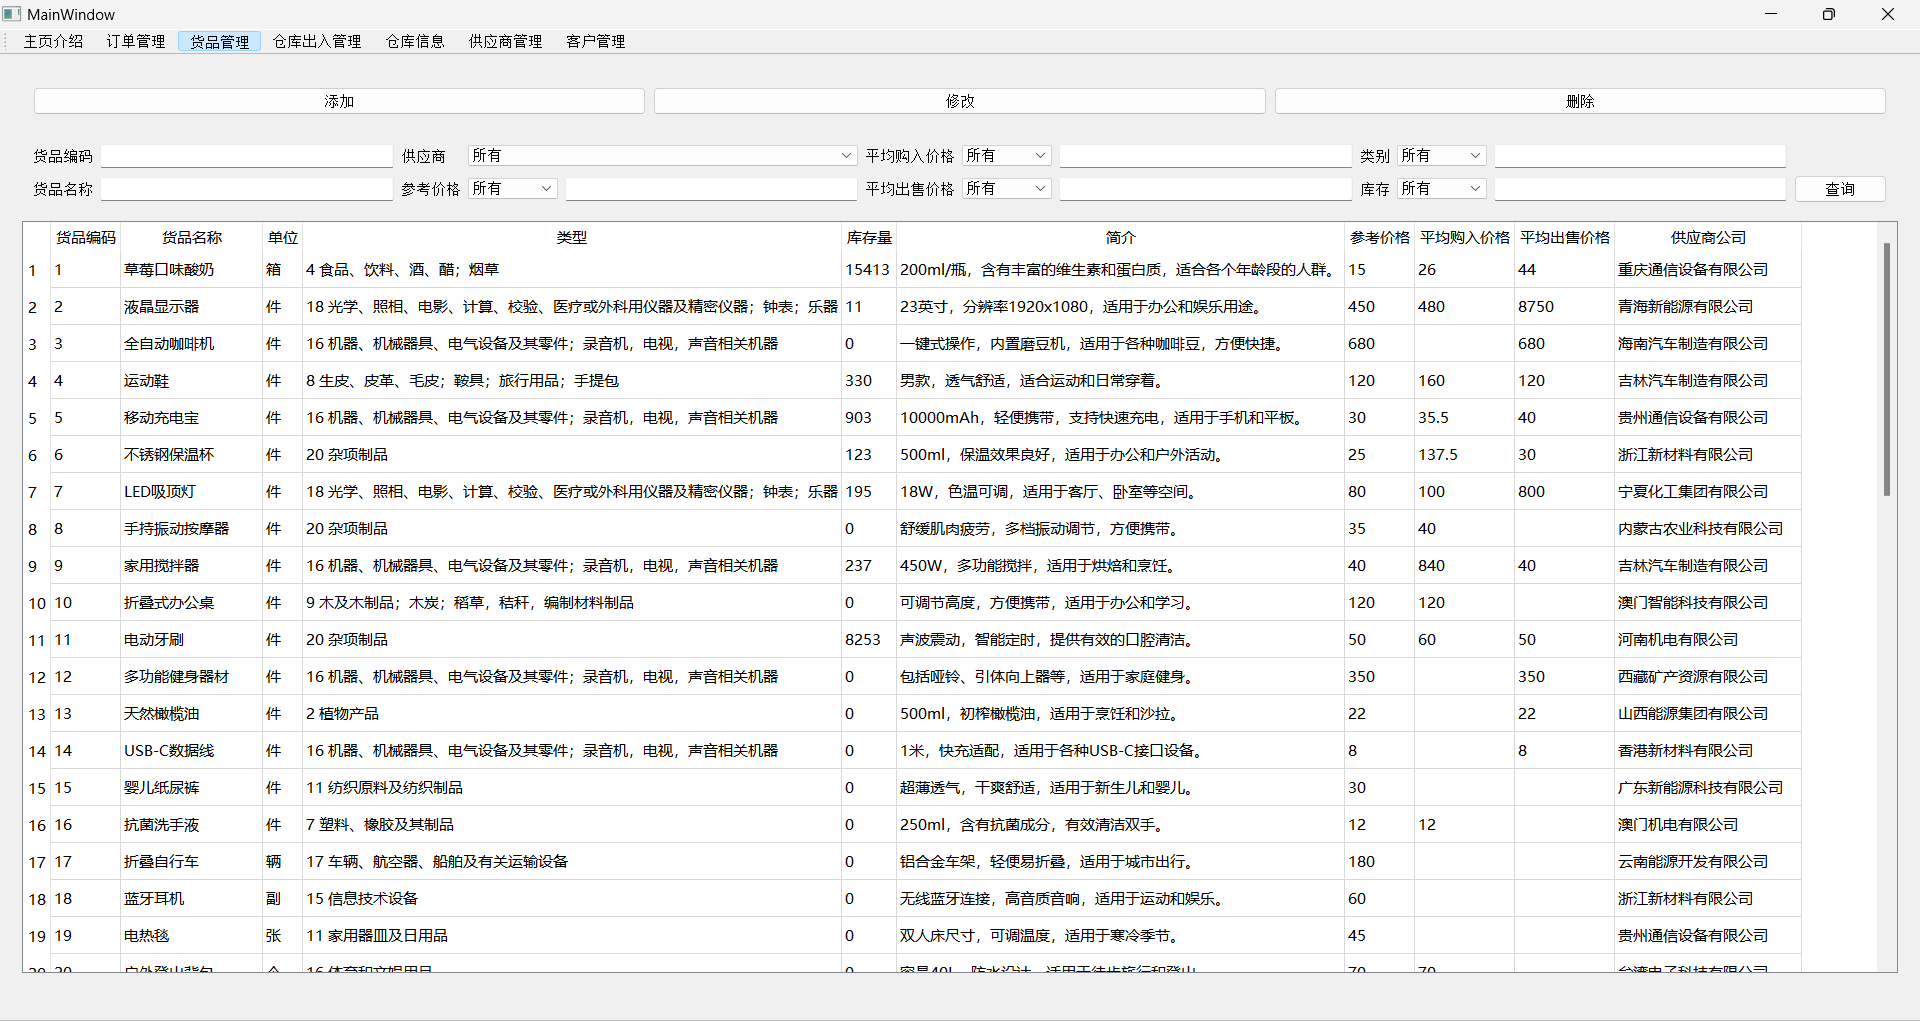 MainWindow
主页介绍 订单管理 货品管理 仓库出入管理 仓库信息 供应商管理 客户管理
添加 修改 删除
货品编码 供应商 所有 平均购入价格 所有 类别 所有
货品名称 参考价格 所有 平均出售价格 所有 库存 所有 查询
货品编码 货品名称 单位 类型 库存量 简介 参考价格 平均购入价格 平均出售价格 供应商公司
1 1 草莓口味酸奶 箱 4 食品、饮料、酒、醋；烟草 15413 200ml/瓶，含有丰富的维生素和蛋白质，适合各个年龄段的人群。 15 26 44 重庆通信设备有限公司
2 2 液晶显示器 件 18 光学、照相、电影、计算、校验、医疗或外科用仪器及精密仪器；钟表；乐器 11 23英寸，分辨率1920x1080，适用于办公和娱乐用途。 450 480 8750 青海新能源有限公司
3 3 全自动咖啡机 件 16 机器、机械器具、电气设备及其零件；录音机，电视，声音相关机器 0 一键式操作，内置磨豆机，适用于各种咖啡豆，方便快捷。 680 680 海南汽车制造有限公司
4 4 运动鞋 件 8 生皮、皮革、毛皮；鞍具；旅行用品；手提包 330 男款，透气舒适，适合运动和日常穿着。 120 160 120 吉林汽车制造有限公司
5 5 移动充电宝 件 16 机器、机械器具、电气设备及其零件；录音机，电视，声音相关机器 903 10000mAh，轻便携带，支持快速充电，适用于手机和平板。 30 35.5 40 贵州通信设备有限公司
6 6 不锈钢保温杯 件 20 杂项制品 123 500ml，保温效果良好，适用于办公和户外活动。 25 137.5 30 浙江新材料有限公司
7 7 LED吸顶灯 件 18 光学、照相、电影、计算、校验、医疗或外科用仪器及精密仪器；钟表；乐器 195 18W，色温可调，适用于客厅、卧室等空间。 80 100 800 宁夏化工集团有限公司
8 8 手持振动按摩器 件 20 杂项制品 0 舒缓肌肉疲劳，多档振动调节，方便携带。 35 40 内蒙古农业科技有限公司
9 9 家用搅拌器 件 16 机器、机械器具、电气设备及其零件；录音机，电视，声音相关机器 237 450W，多功能搅拌，适用于烘焙和烹饪。 40 840 40 吉林汽车制造有限公司
10 10 折叠式办公桌 件 9 木及木制品；木炭；稻草，秸秆，编制材料制品 0 可调节高度，方便携带，适用于办公和学习。 120 120 澳门智能科技有限公司
11 11 电动牙刷 件 20 杂项制品 8253 声波震动，智能定时，提供有效的口腔清洁。 50 60 50 河南机电有限公司
12 12 多功能健身器材 件 16 机器、机械器具、电气设备及其零件；录音机，电视，声音相关机器 0 包括哑铃、引体向上器等，适用于家庭健身。 350 350 西藏矿产资源有限公司
13 13 天然橄榄油 件 2 植物产品 0 500ml，初榨橄榄油，适用于烹饪和沙拉。 22 22 山西能源集团有限公司
14 14 USB-C数据线 件 16 机器、机械器具、电气设备及其零件；录音机，电视，声音相关机器 0 1米，快充适配，适用于各种USB-C接口设备。 8 8 香港新材料有限公司
15 15 婴儿纸尿裤 件 11 纺织原料及纺织制品 0 超薄透气，干爽舒适，适用于新生儿和婴儿。 30 广东新能源科技有限公司
16 16 抗菌洗手液 件 7 塑料、橡胶及其制品 0 250ml，含有抗菌成分，有效清洁双手。 12 12 澳门机电有限公司
17 17 折叠自行车 辆 17 车辆、航空器、船舶及有关运输设备 0 铝合金车架，轻便易折叠，适用于城市出行。 180 云南能源开发有限公司
18 18 蓝牙耳机 副 15 信息技术设备 0 无线蓝牙连接，高音质音响，适用于运动和娱乐。 60 浙江新材料有限公司
19 19 电热毯 张 11 家用器皿及日用品 0 双人床尺寸，可调温度，适用于寒冷季节。 45 贵州通信设备有限公司
20 20 户外登山背包 个 16 体育和文娱用品 0 容量40L，防水设计，适用于徒步旅行和登山 70 70 台湾电子科技有限公司